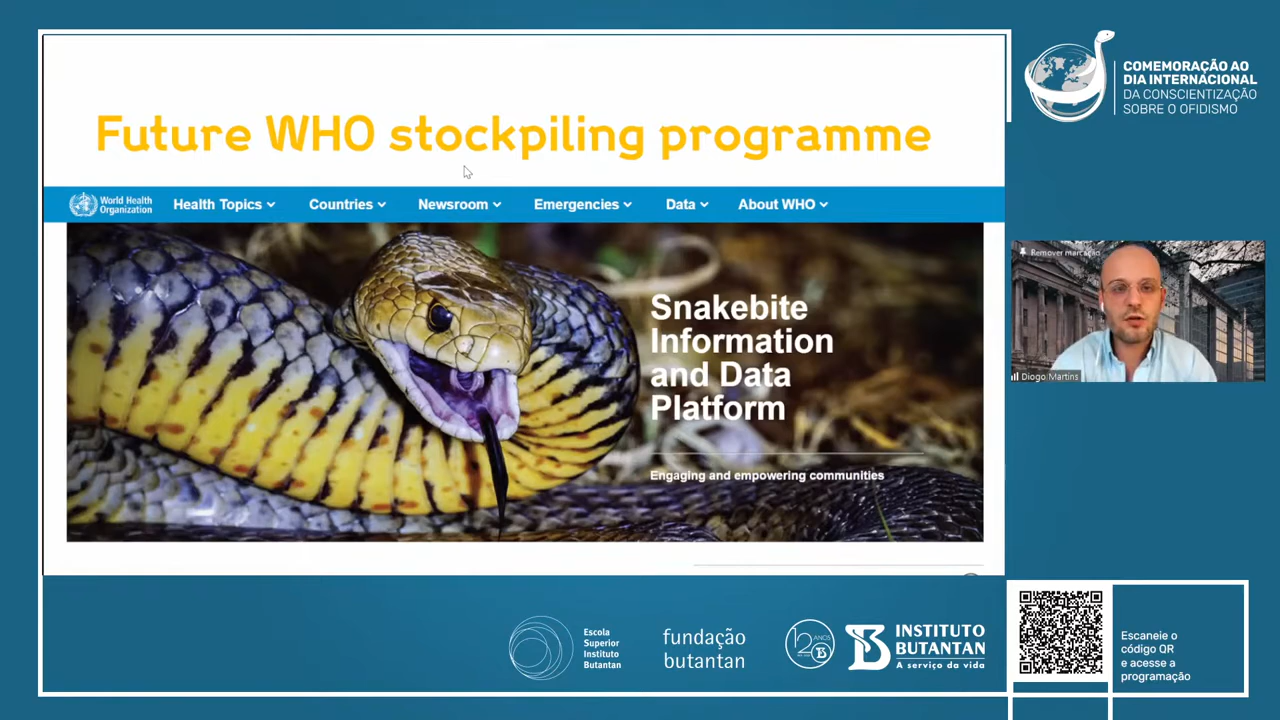 Future WHO stockpiling programme
World Health
Organization
Health Topics
Countries
Newsroom
Emergencies
Data
About WHO
Snakebite
Information
and Data
Platform
Engaging and empowering communities
COMEMORAÇÃO AO
DIA INTERNACIONAL
DA CONSCIENTIZAÇÃO
SOBRE O OFIDISMO
Remover marcação
Diogo Martins
Escola
Superior
Instituto
Butantan
fundação
butantan
120 ANOS
INSTITUTO
BUTANTAN
A serviço da vida
Escaneie o
código QR
e acesse a
programação